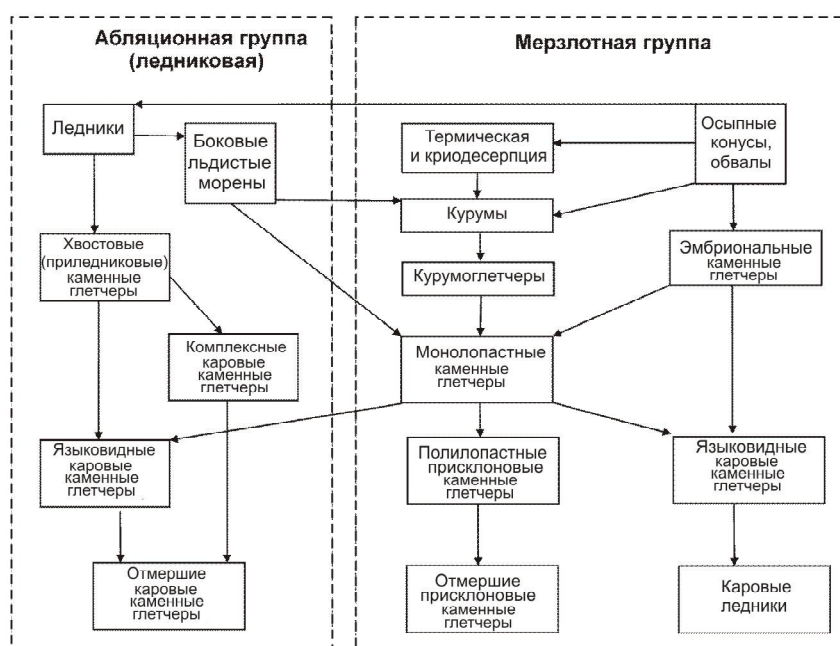 Абляционная группа
(ледниковая)
Мерзлотная группа
Ледники
Боковые
льдистые
морены
Термическая
и криодесерпция
Осыпные
конусы,
обвалы
Курумы
Хвостовые
(приледниковые)
каменные
глетчеры
Курумоглетчеры
Эмбриональные
каменные
глетчеры
Комплексные
каровые
каменные
глетчеры
Монолопастные
каменные
глетчеры
Языковидные
каровые
каменные
глетчеры
Полилопастные
присклоновые
каменные
глетчеры
Языковидные
каровые
каменные
глетчеры
Отмершие
каровые
каменные
глетчеры
Отмершие
присклоновые
каменные
глетчеры
Каровые
ледники